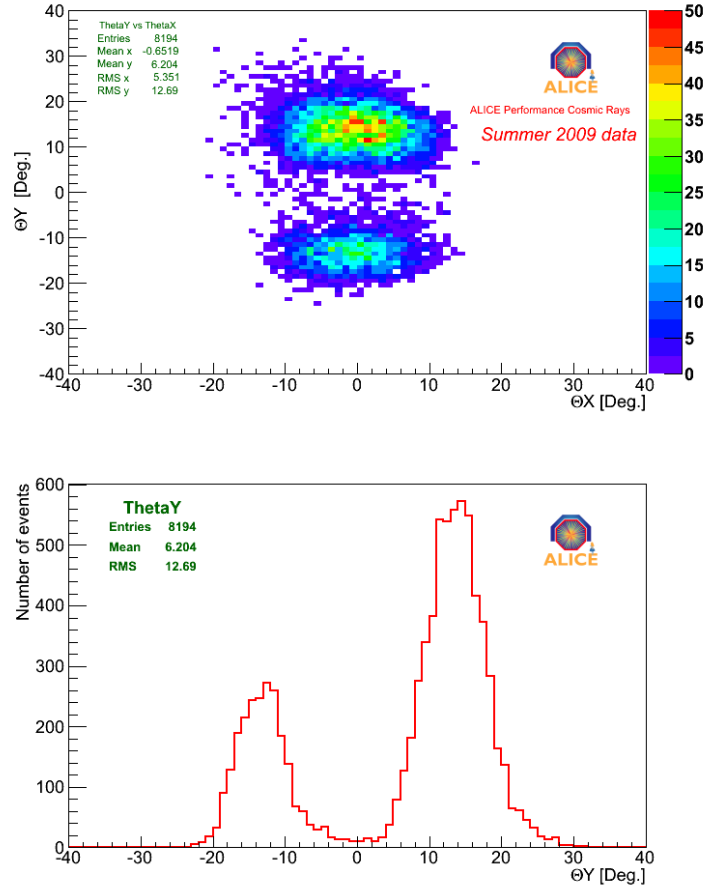 ThetaY vs ThetaX
Entries 8194
Mean x -0.6519
Mean y 6.204
RMS x 5.351
RMS y 12.69
ALICE
ALICE Performance Cosmic Rays
Summer 2009 data
ΘY [Deg.]
40
30
20
10
0
-10
-20
-30
-40
-40 -30 -20 -10 0 10 20 30 40
ΘX [Deg.]
50
45
40
35
30
25
20
15
10
5
0
Number of events
600
500
400
300
200
100
0
ThetaY
Entries 8194
Mean 6.204
RMS 12.69
ALICE
-40 -30 -20 -10 0 10 20 30 40
ΘY [Deg.]